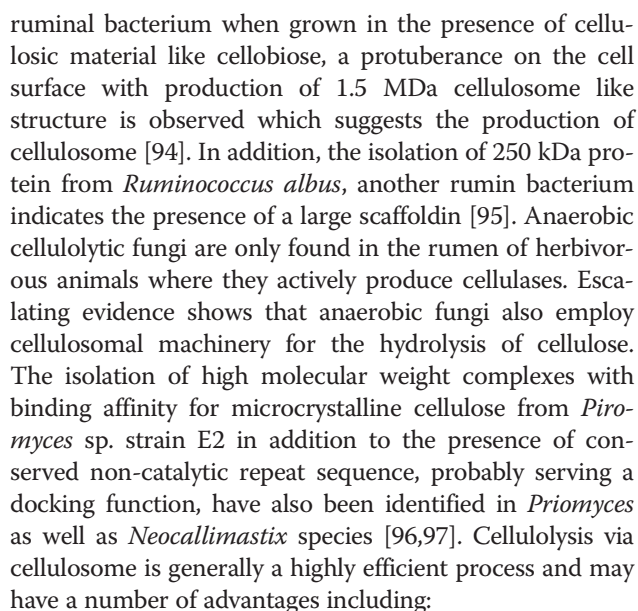 ruminal bacterium when grown in the presence of cellu-
losic material like cellobiose, a protuberance on the cell
surface with production of 1.5 MDa cellulosome like
structure is observed which suggests the production of
cellulosome [94]. In addition, the isolation of 250 kDa pro-
tein from Ruminococcus albus, another rumin bacterium
indicates the presence of a large scaffoldin [95]. Anaerobic
cellulolytic fungi are only found in the rumen of herbivor-
ous animals where they actively produce cellulases. Esca-
lating evidence shows that anaerobic fungi also employ
cellulosomal machinery for the hydrolysis of cellulose.
The isolation of high molecular weight complexes with
binding affinity for microcrystalline cellulose from Piro-
myces sp. strain E2 in addition to the presence of con-
served non-catalytic repeat sequence, probably serving a
docking function, have also been identified in Priomyces
as well as Neocallimastix species [96,97]. Cellulolysis via
cellulosome is generally a highly efficient process and may
have a number of advantages including: